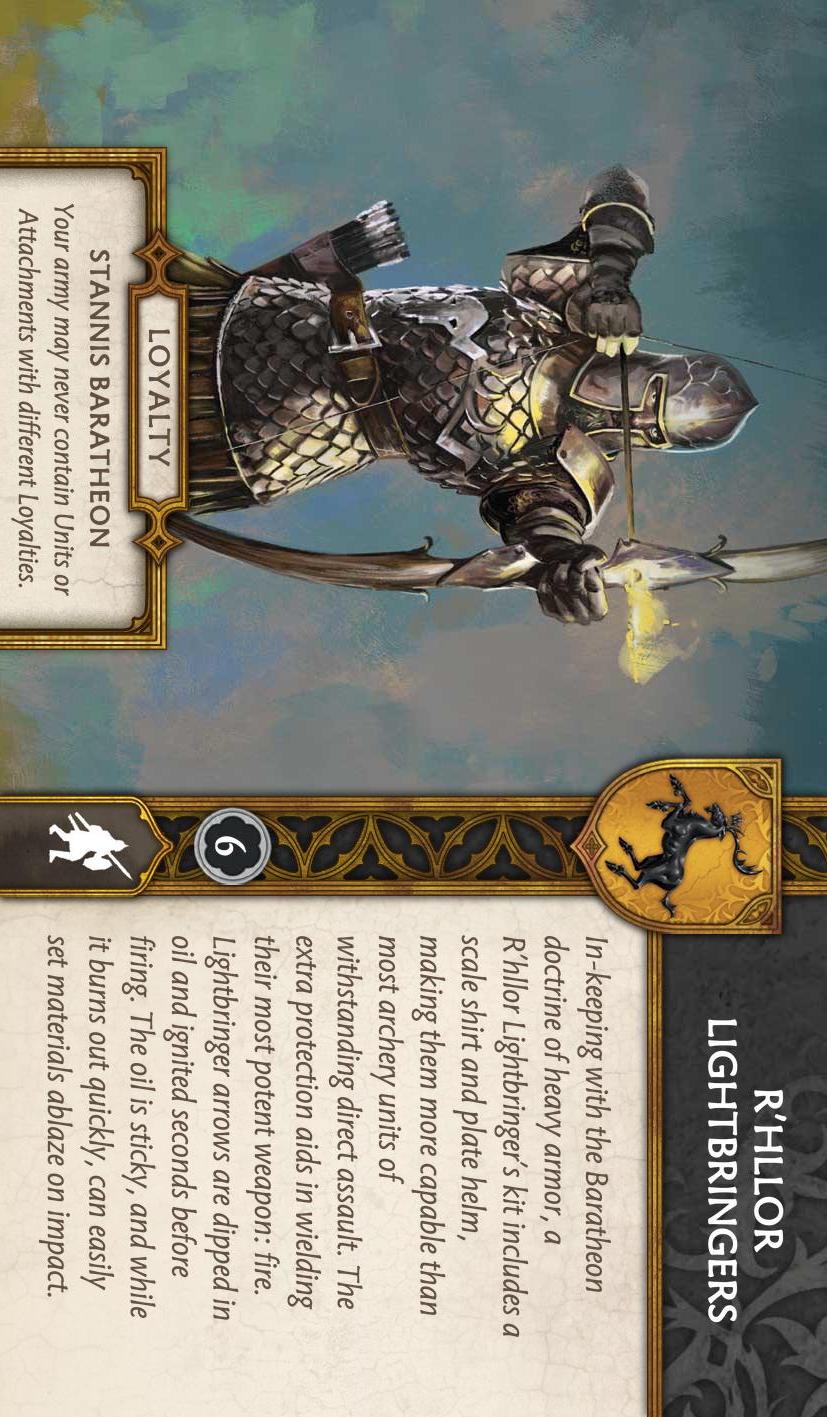 R'HLLOR
LIGHTBRINGERS
In-keeping with the Baratheon
doctrine of heavy armor, a
R'hllor Lightbringer's kit includes a
scale shirt and plate helm,
making them more capable than
most archery units of
withstanding direct assault. The
extra protection aids in wielding
their most potent weapon: fire.
Lightbringer arrows are dipped in
oil and ignited seconds before
firing. The oil is sticky, and while
it burns out quickly, can easily
set materials ablaze on impact.
6
LOYALTY
STANNIS BARATHEON
Your army may never contain Units or
Attachments with different Loyalties.